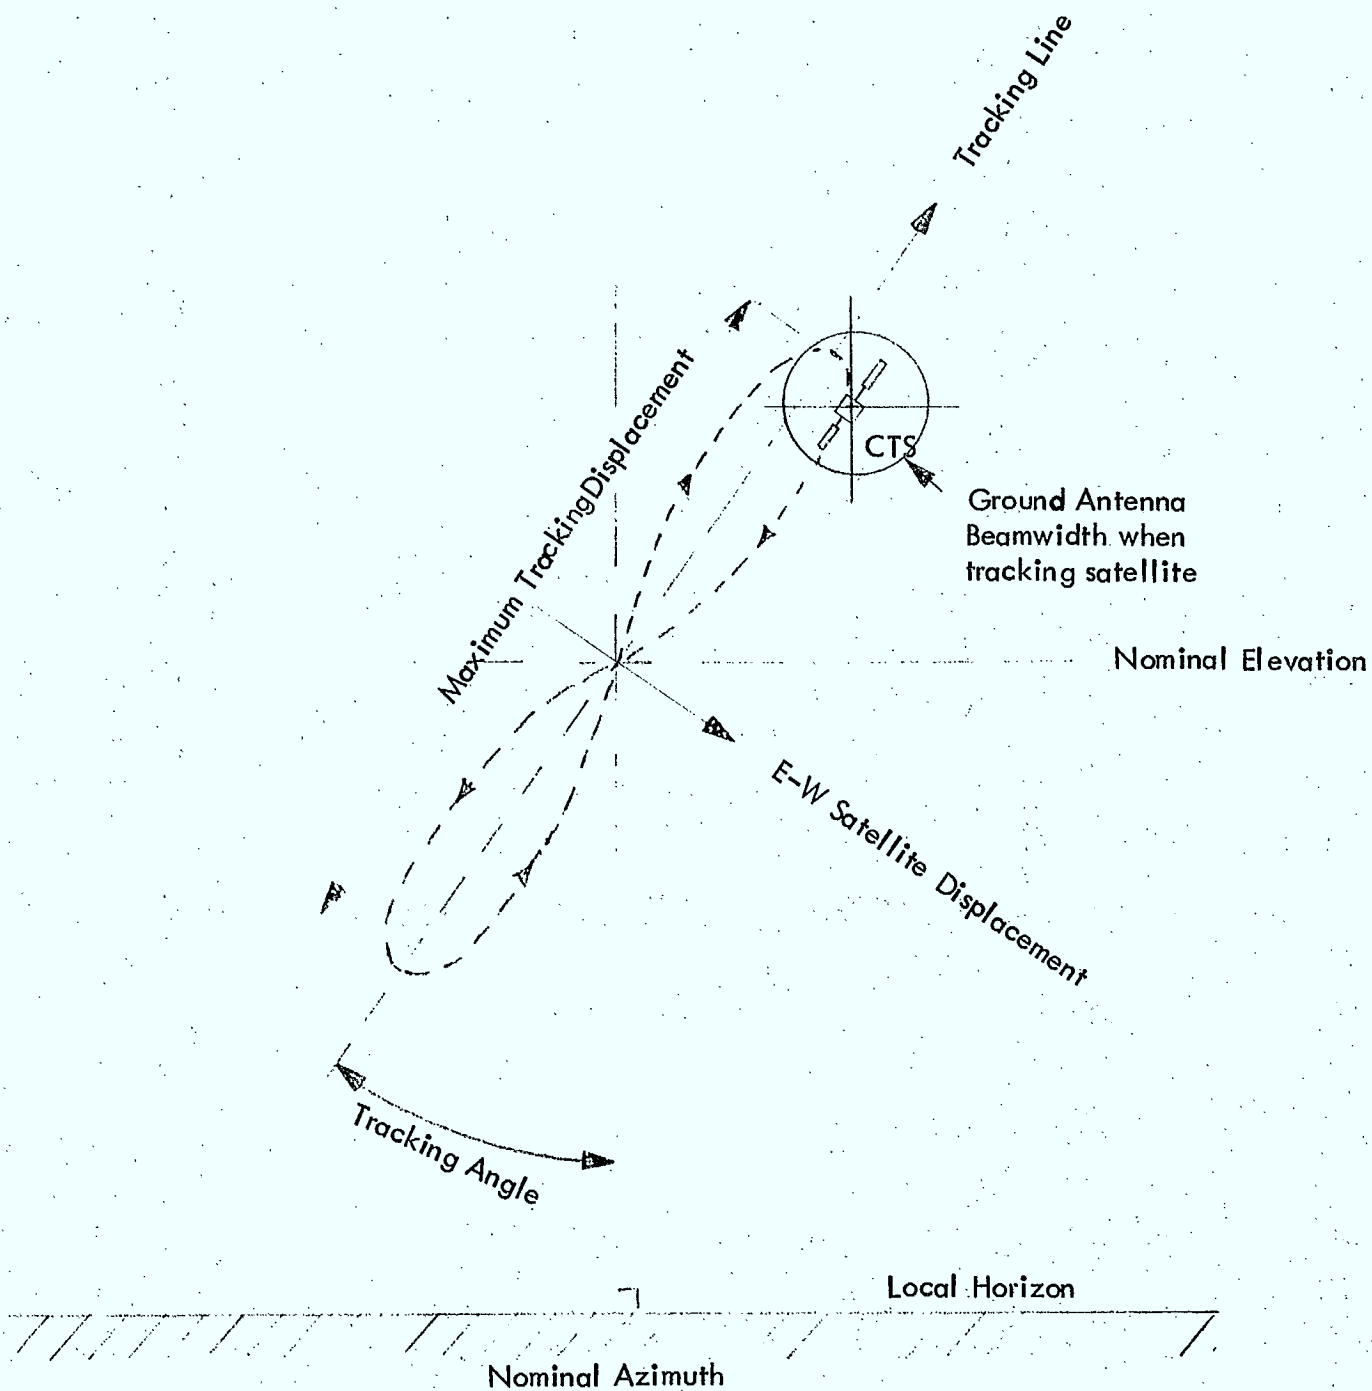 Tracking Line
Maximum TrackingDisplacement
CTS
Ground Antenna
Beamwidth when
tracking satellite
Nominal Elevation
E-W Satellite Displacement
Tracking Angle
Local Horizon
Nominal Azimuth